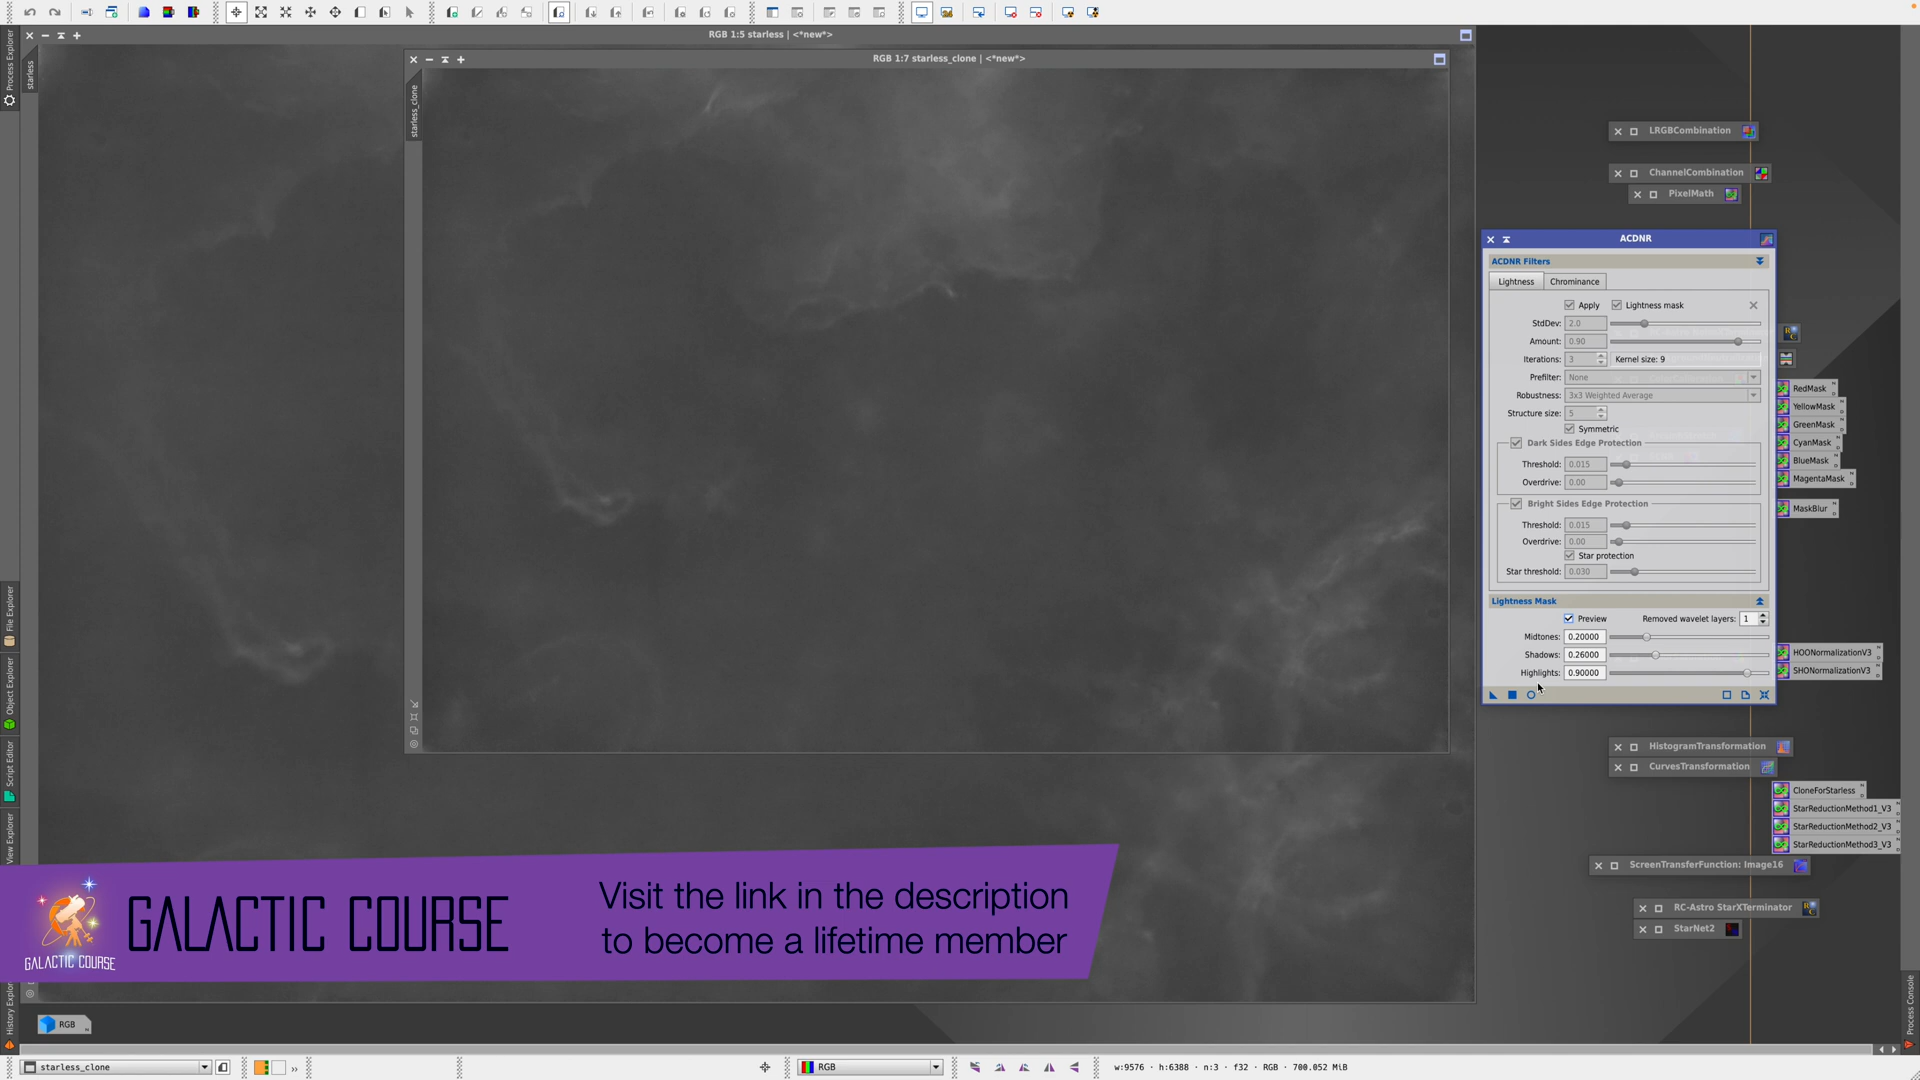 RGB 1:5 starless | <*new*>
RGB 1:7 starless_clone | <*new*>
Process Explorer
starless
starless_clone
LRGBCombination
ChannelCombination
PixelMath
ACDNR
ACDNR Filters
Lightness
Chrominance
Apply
Lightness mask
StdDev: 2.0
Amount: 0.90
Iterations: 3
Kernel size: 9
Prefilter: None
Robustness: 3x3 Weighted Average
Structure size: 5
Symmetric
Dark Sides Edge Protection
Threshold: 0.015
Overdrive: 0.00
Bright Sides Edge Protection
Threshold: 0.015
Overdrive: 0.00
Star protection
Star threshold: 0.030
Lightness Mask
Preview
Removed wavelet layers: 1
Midtones: 0.20000
Shadows: 0.26000
Highlights: 0.90000
RedMask
YellowMask
GreenMask
CyanMask
BlueMask
MagentaMask
MaskBlur
HOONormalizationV3
SHONormalizationV3
HistogramTransformation
CurvesTransformation
CloneForStarless
StarReductionMethod1_V3
StarReductionMethod2_V3
StarReductionMethod3_V3
ScreenTransferFunction: Image16
RC-Astro StarXTerminator
StarNet2
File Explorer
Object Explorer
Script Editor
View Explorer
History Explor
Process Console
GALACTIC COURSE
GALACTIC COURSE
Visit the link in the description
to become a lifetime member
RGB
starless_clone
RGB
w:9576 · h:6388 · n:3 · f32 · RGB · 700.052 MiB